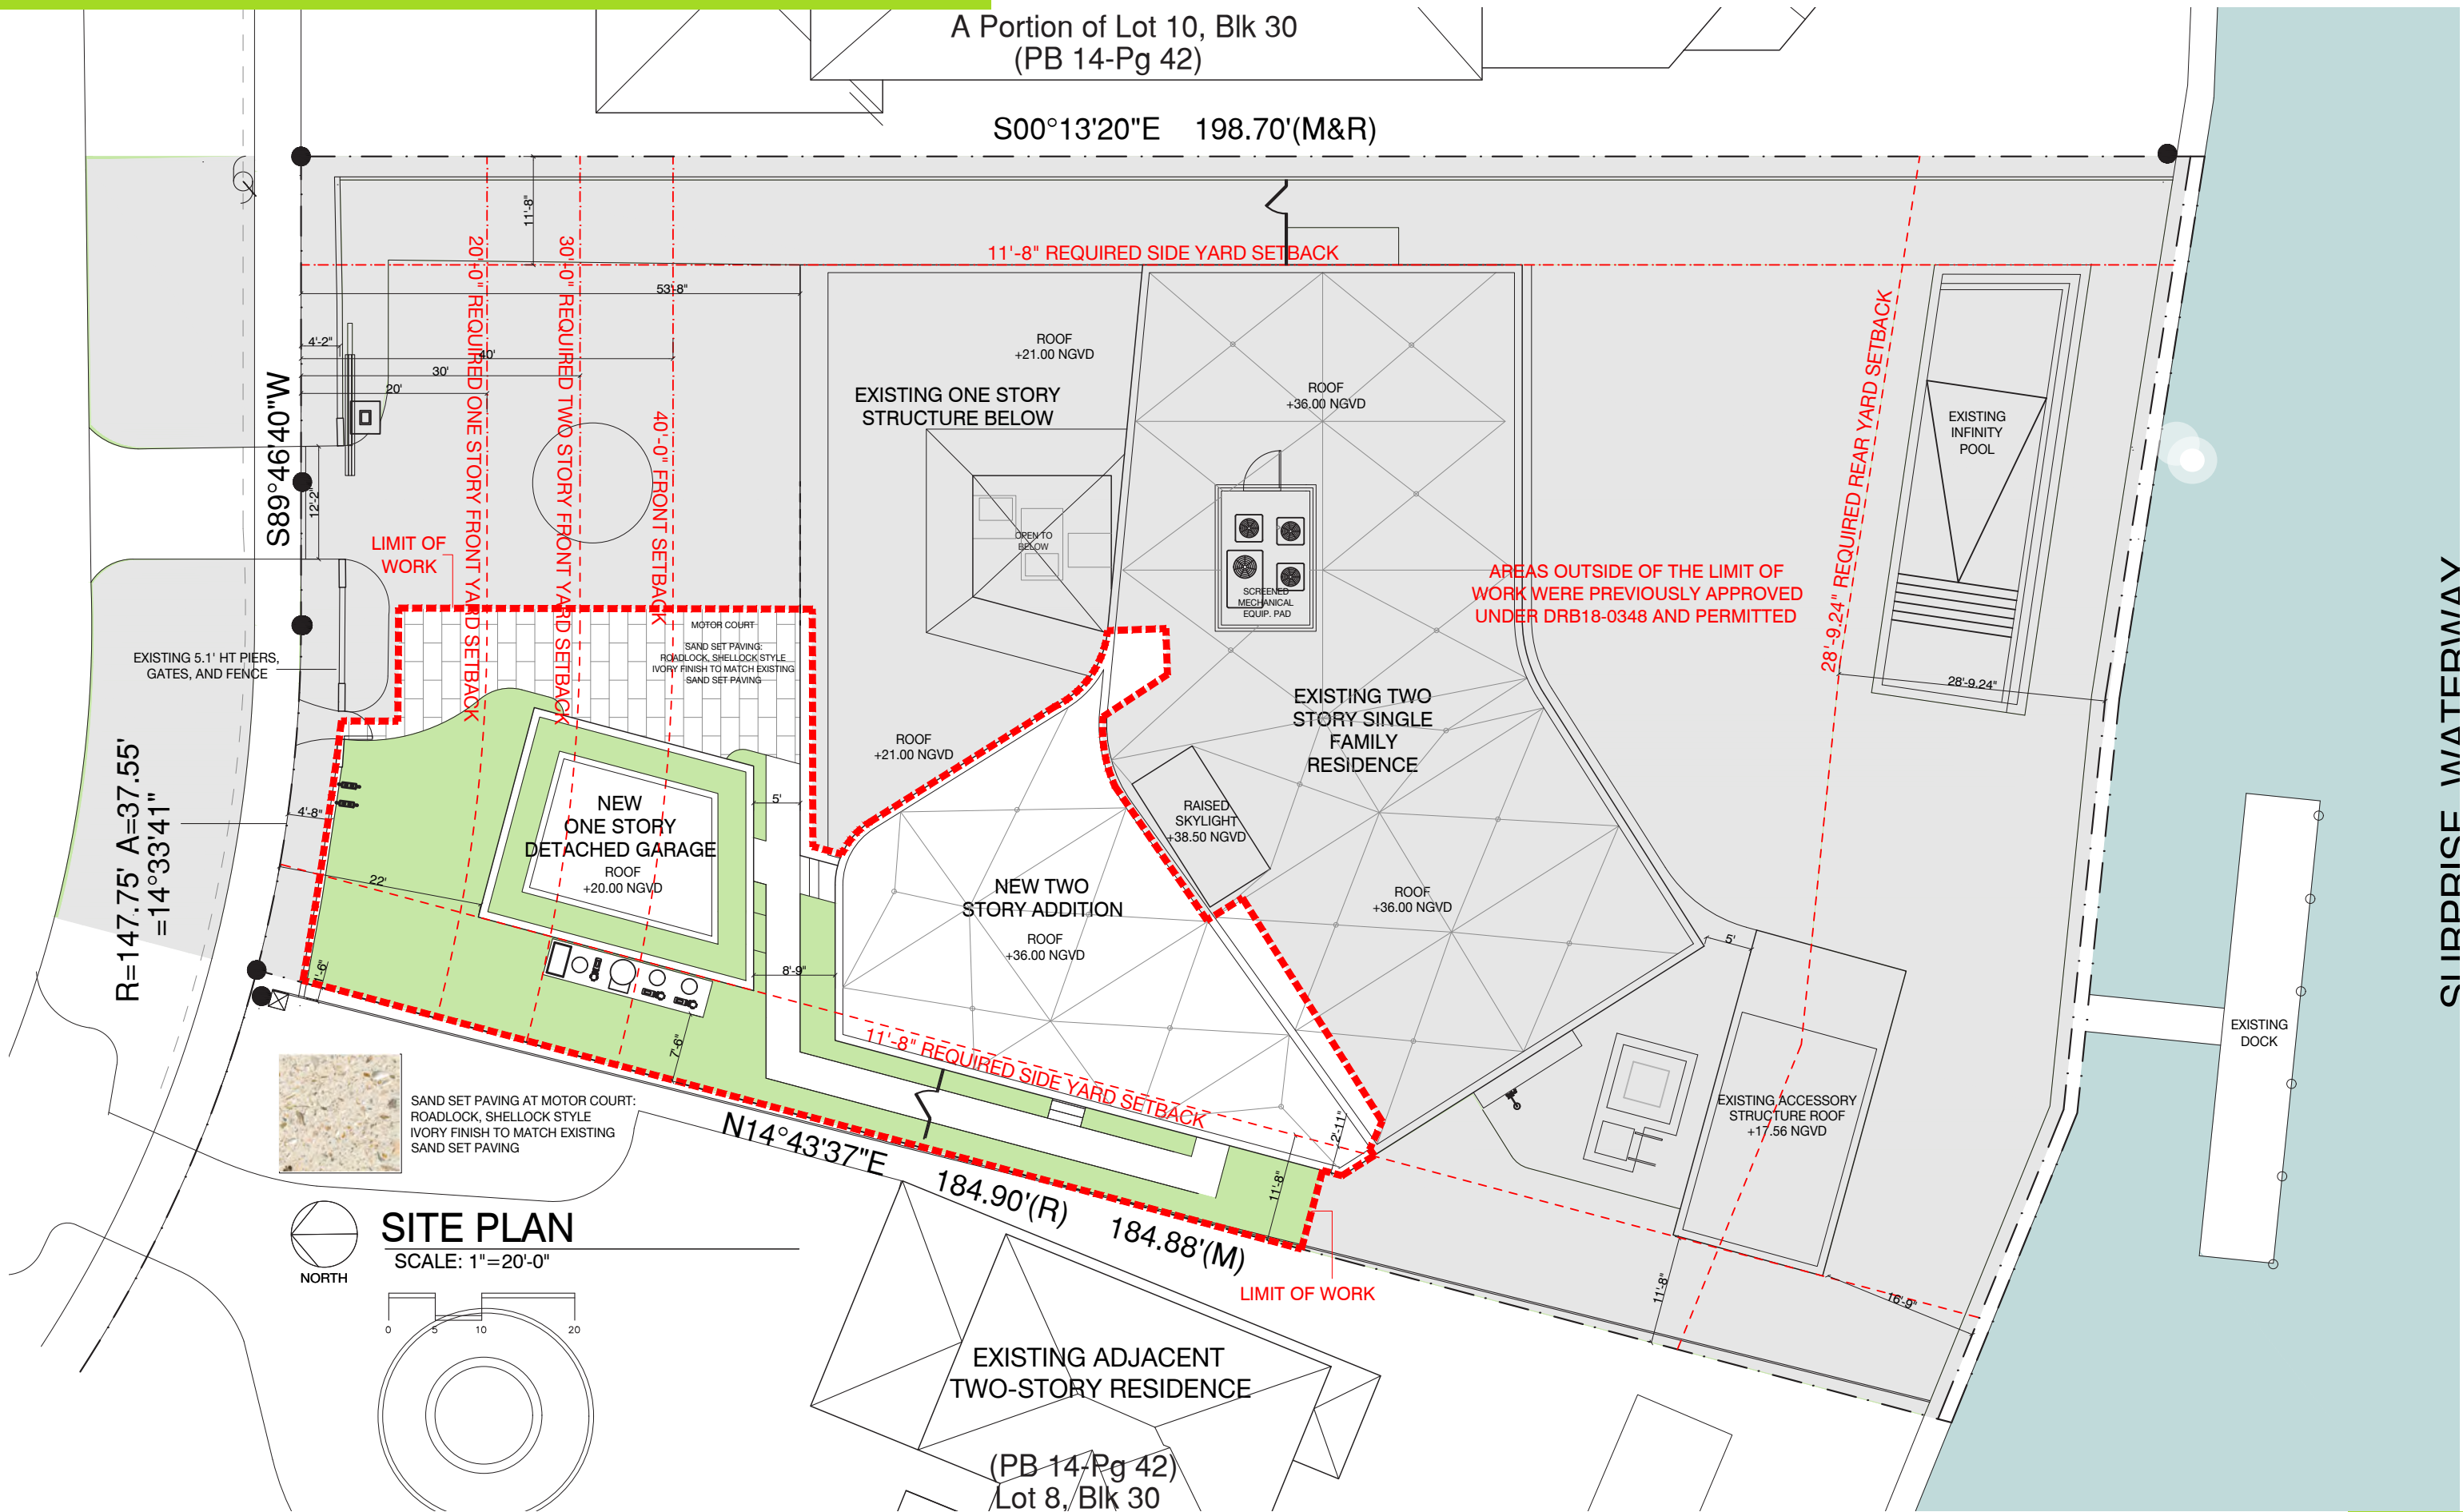 A Portion of Lot 10, Blk 30
(PB 14-Pg 42)
S00°13'20"E 198.70'(M&R)
11'-8"
11'-8" REQUIRED SIDE YARD SETBACK
20'-0" REQUIRED ONE STORY FRONT YARD SETBACK
30'-0" REQUIRED TWO STORY FRONT YARD SETBACK
40'-0" FRONT SETBACK
53'-8"
4'-2"
40'
30'
20'
12'-2"
S89°46'40"W
ROOF
+21.00 NGVD
EXISTING ONE STORY
STRUCTURE BELOW
ROOF
+36.00 NGVD
OPEN TO
BELOW
SCREENED
MECHANICAL
EQUIP. PAD
28'-9.24" REQUIRED REAR YARD SETBACK
EXISTING
INFINITY
POOL
28'-9.24"
LIMIT OF
WORK
AREAS OUTSIDE OF THE LIMIT OF
WORK WERE PREVIOUSLY APPROVED
UNDER DRB18-0348 AND PERMITTED
SURPRISE WATERWAY
MOTOR COURT
SAND SET PAVING:
ROADLOCK, SHELLOCK STYLE
IVORY FINISH TO MATCH EXISTING
SAND SET PAVING
EXISTING 5.1' HT PIERS,
GATES, AND FENCE
ROOF
+21.00 NGVD
EXISTING TWO
STORY SINGLE
FAMILY
RESIDENCE
RAISED
SKYLIGHT
+38.50 NGVD
R=147.75' A=37.55'
=14°33'41"
4'-8"
5'
NEW
ONE STORY
DETACHED GARAGE
ROOF
+20.00 NGVD
22'
NEW TWO
STORY ADDITION
ROOF
+36.00 NGVD
ROOF
+36.00 NGVD
8'-9"
5'
7'-6"
11'-8" REQUIRED SIDE YARD SETBACK
2'-11"
11'-8"
EXISTING
DOCK
EXISTING ACCESSORY
STRUCTURE ROOF
+17.56 NGVD
11'-8"
16'-9"
SAND SET PAVING AT MOTOR COURT:
ROADLOCK, SHELLOCK STYLE
IVORY FINISH TO MATCH EXISTING
SAND SET PAVING
N14°43'37"E 184.90'(R) 184.88'(M)
LIMIT OF WORK
SITE PLAN
SCALE: 1"=20'-0"
NORTH
0 5 10 20
EXISTING ADJACENT
TWO-STORY RESIDENCE
(PB 14-Pg 42)
Lot 8, Blk 30